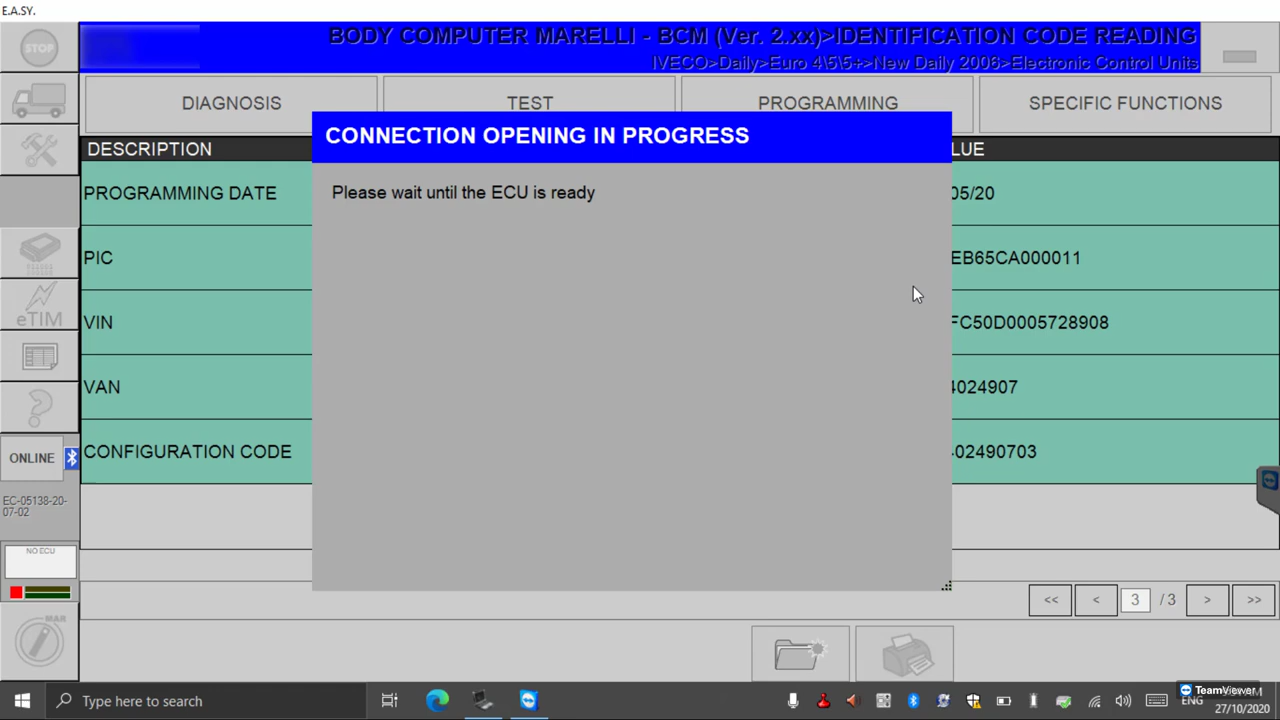 E.A.SY.
STOP
BODY COMPUTER MARELLI - BCM (Ver. 2.xx)>IDENTIFICATION CODE READING
IVECO>Daily>Euro 4\5\5+>New Daily 2006>Electronic Control Units
DIAGNOSIS
TEST
PROGRAMMING
SPECIFIC FUNCTIONS
CONNECTION OPENING IN PROGRESS
Please wait until the ECU is ready
DESCRIPTION
LUE
PROGRAMMING DATE
05/20
PIC
EB65CA000011
VIN
FC50D0005728908
VAN
4024907
CONFIGURATION CODE
402490703
eTIM
?
ONLINE
EC-05138-20-
07-02
NO ECU
MAR
<< < 3 / 3 > >>
Type here to search
TeamViewer
ENG
27/10/2020